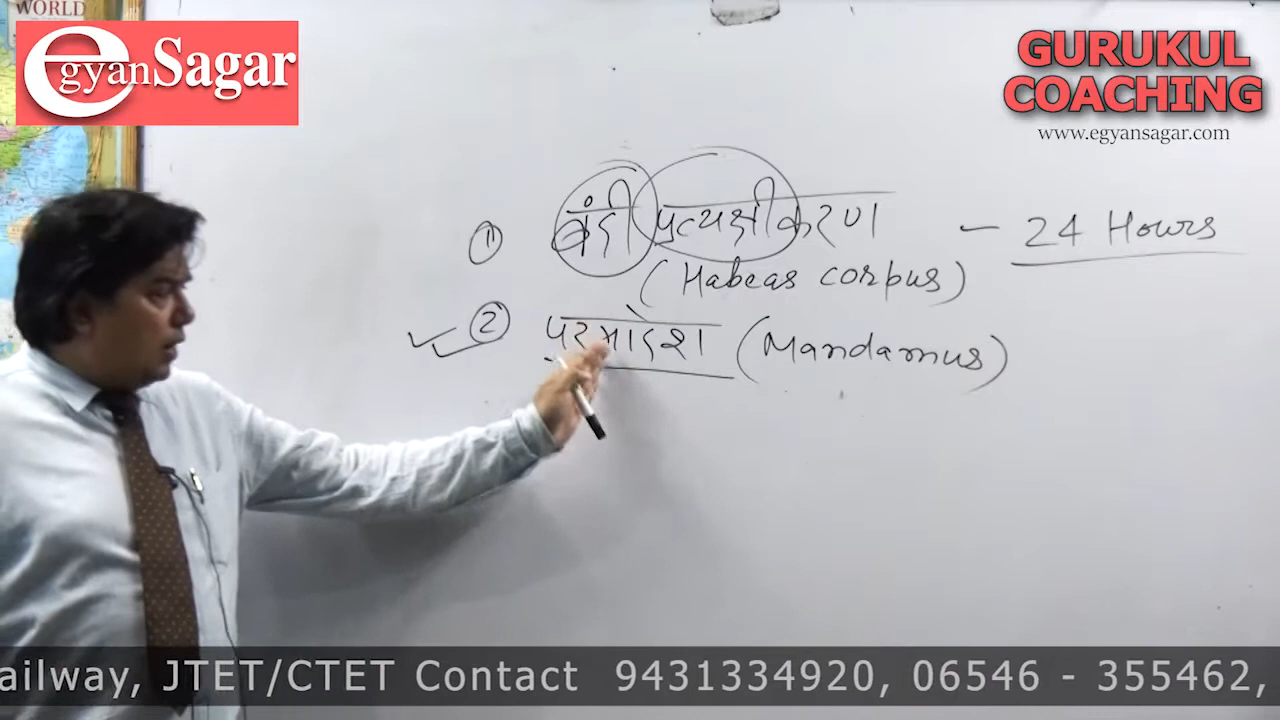 WORLD
egyanSagar
GURUKUL
COACHING
www.egyansagar.com
① बंदी प्रत्यक्षीकरण - 24 Hours
(Habeas corpus)
② परमादेश (Mandamus)
ailway, JTET/CTET Contact 9431334920, 06546 - 355462,